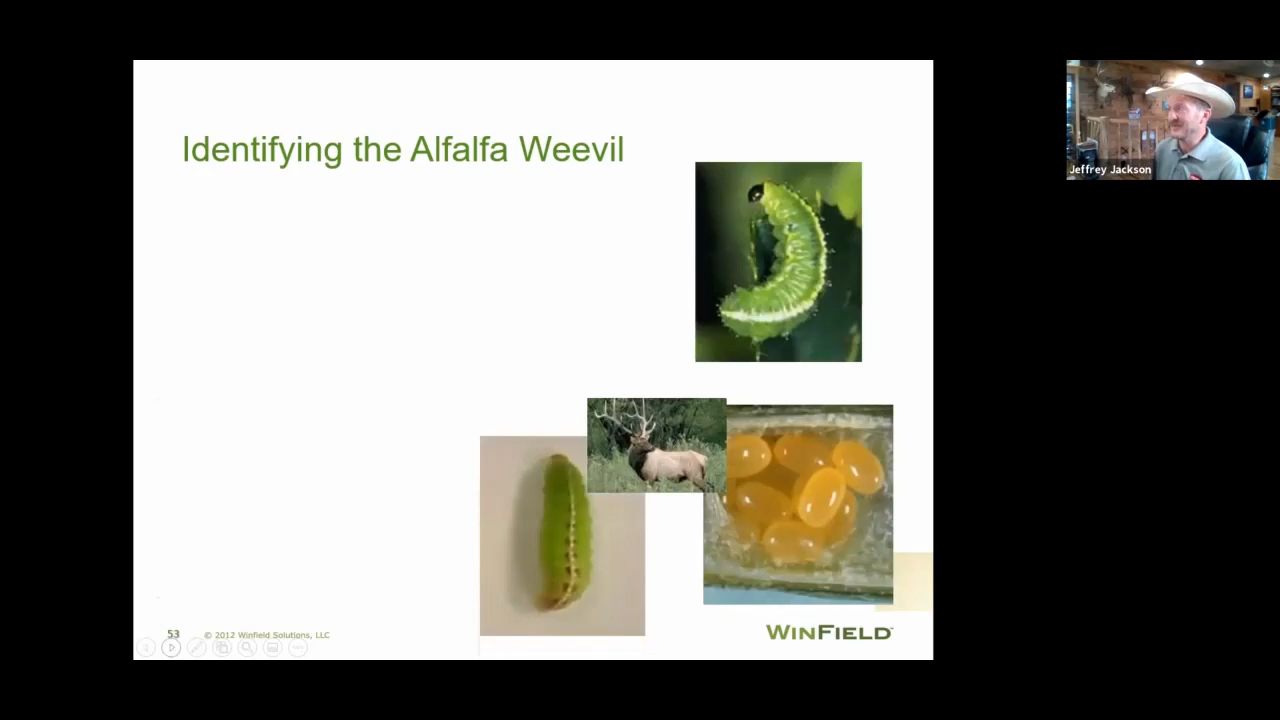 Identifying the Alfalfa Weevil
Jeffrey Jackson
53
© 2012 Winfield Solutions, LLC
WINFIELD